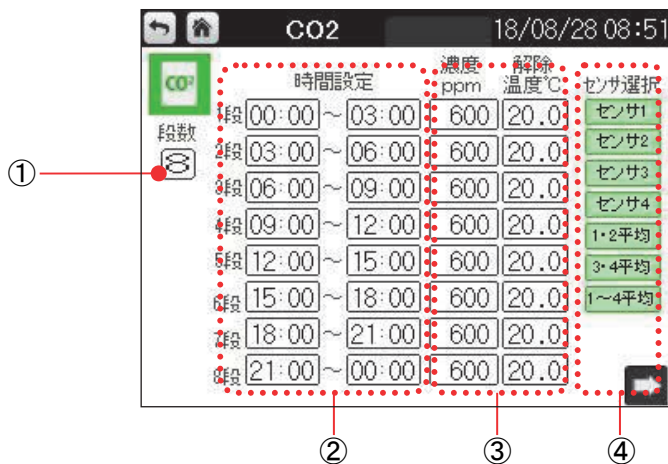 CO2 18/08/28 08:51
CO²
時間設定 濃度 ppm 解除 温度℃ センサ選択
段数
8
1段 00:00 ～ 03:00 600 20.0 センサ1
2段 03:00 ～ 06:00 600 20.0 センサ2
3段 06:00 ～ 09:00 600 20.0 センサ3
4段 09:00 ～ 12:00 600 20.0 センサ4
5段 12:00 ～ 15:00 600 20.0 1・2平均
6段 15:00 ～ 18:00 600 20.0 3・4平均
7段 18:00 ～ 21:00 600 20.0 1～4平均
8段 21:00 ～ 00:00 600 20.0
①
② ③ ④